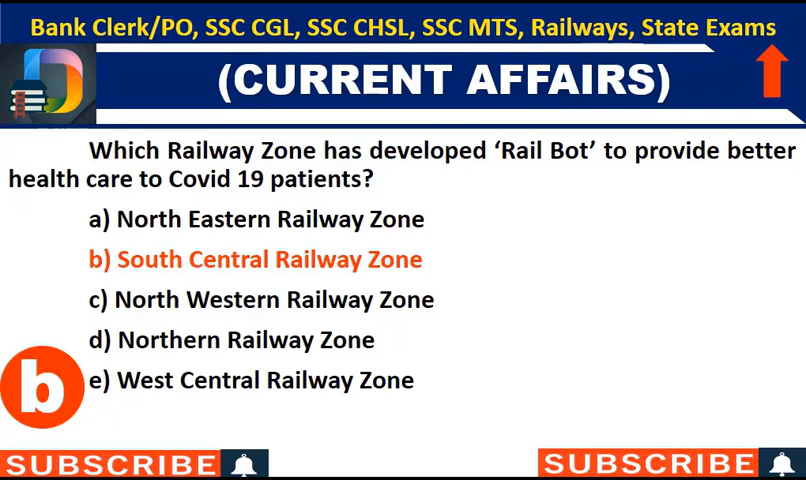 Bank Clerk/PO, SSC CGL, SSC CHSL, SSC MTS, Railways, State Exams
(CURRENT AFFAIRS)
Which Railway Zone has developed ‘Rail Bot’ to provide better
health care to Covid 19 patients?
a) North Eastern Railway Zone
b) South Central Railway Zone
c) North Western Railway Zone
d) Northern Railway Zone
e) West Central Railway Zone
b
SUBSCRIBE
SUBSCRIBE